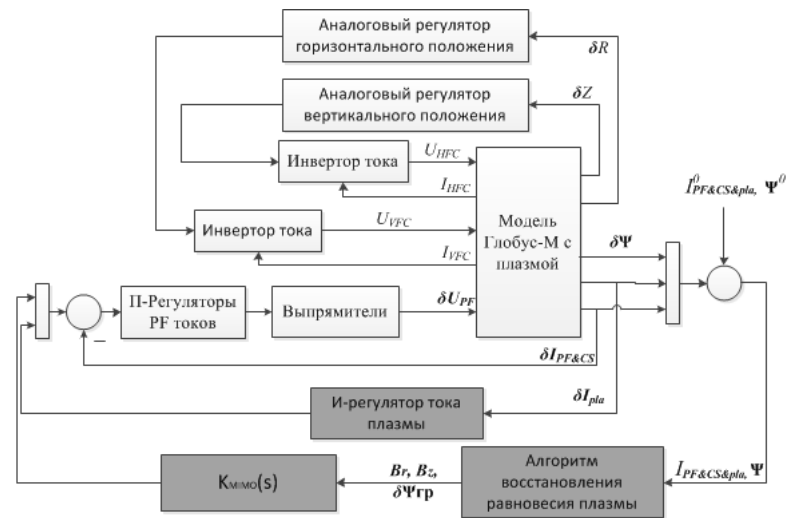 Аналоговый регулятор
горизонтального положения
δR
Аналоговый регулятор
вертикального положения
δZ
Инвертор тока
U_HFC
I_HFC
Инвертор тока
U_VFC
I_VFC
Модель
Глобус-М с
плазмой
I⁰_PF&CS&pla, Ψ⁰
δΨ
П-Регуляторы
PF токов
Выпрямители
δU_PF
–
δI_PF&CS
И-регулятор тока
плазмы
δI_pla
K_MIMO(s)
Br, Bz,
δΨгр
Алгоритм
восстановления
равновесия плазмы
I_PF&CS&pla, Ψ